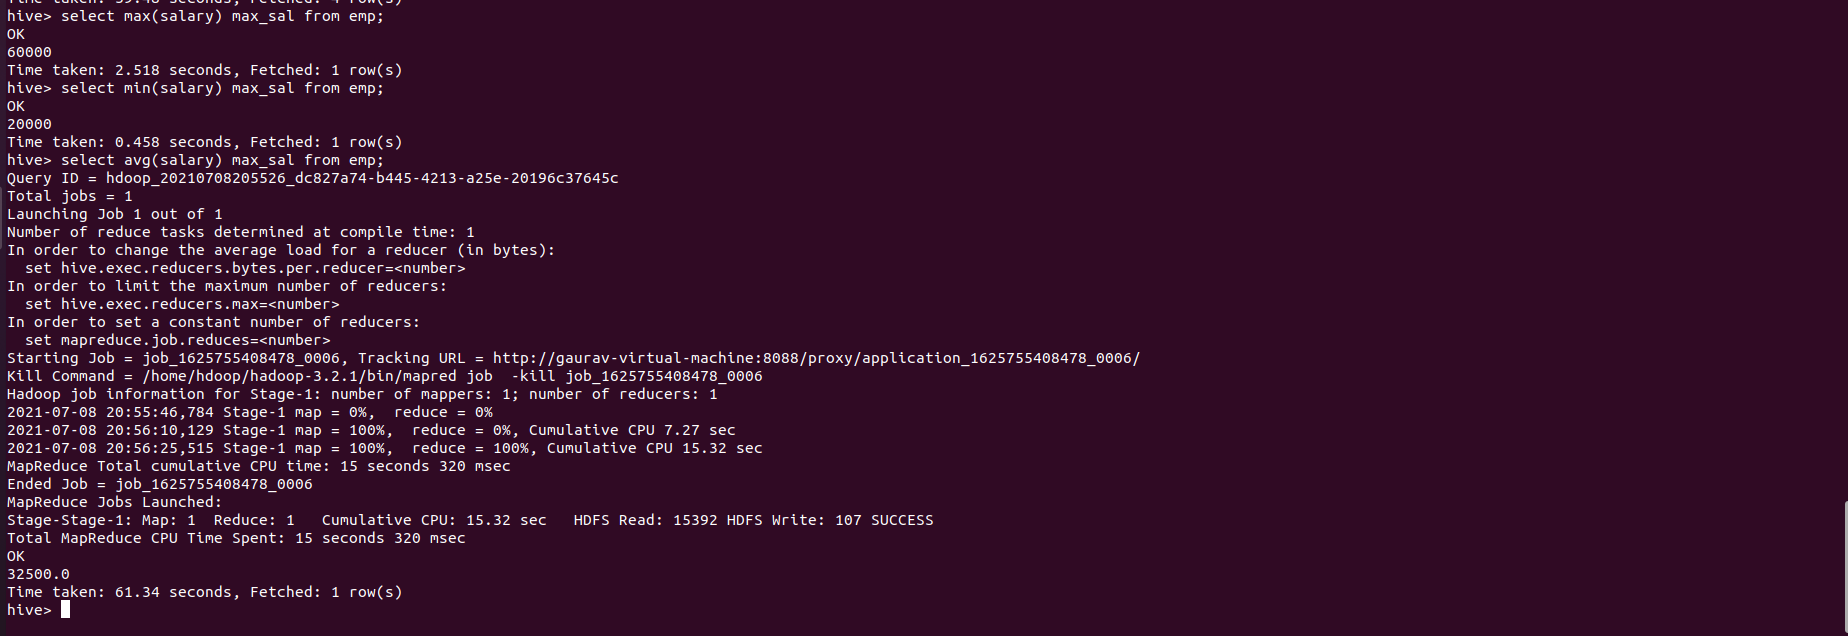 Time taken: 39.48 seconds, Fetched: 4 row(s)
hive> select max(salary) max_sal from emp;
OK
60000
Time taken: 2.518 seconds, Fetched: 1 row(s)
hive> select min(salary) max_sal from emp;
OK
20000
Time taken: 0.458 seconds, Fetched: 1 row(s)
hive> select avg(salary) max_sal from emp;
Query ID = hdoop_20210708205526_dc827a74-b445-4213-a25e-20196c37645c
Total jobs = 1
Launching Job 1 out of 1
Number of reduce tasks determined at compile time: 1
In order to change the average load for a reducer (in bytes):
  set hive.exec.reducers.bytes.per.reducer=<number>
In order to limit the maximum number of reducers:
  set hive.exec.reducers.max=<number>
In order to set a constant number of reducers:
  set mapreduce.job.reduces=<number>
Starting Job = job_1625755408478_0006, Tracking URL = http://gaurav-virtual-machine:8088/proxy/application_1625755408478_0006/
Kill Command = /home/hdoop/hadoop-3.2.1/bin/mapred job  -kill job_1625755408478_0006
Hadoop job information for Stage-1: number of mappers: 1; number of reducers: 1
2021-07-08 20:55:46,784 Stage-1 map = 0%,  reduce = 0%
2021-07-08 20:56:10,129 Stage-1 map = 100%,  reduce = 0%, Cumulative CPU 7.27 sec
2021-07-08 20:56:25,515 Stage-1 map = 100%,  reduce = 100%, Cumulative CPU 15.32 sec
MapReduce Total cumulative CPU time: 15 seconds 320 msec
Ended Job = job_1625755408478_0006
MapReduce Jobs Launched:
Stage-Stage-1: Map: 1  Reduce: 1   Cumulative CPU: 15.32 sec   HDFS Read: 15392 HDFS Write: 107 SUCCESS
Total MapReduce CPU Time Spent: 15 seconds 320 msec
OK
32500.0
Time taken: 61.34 seconds, Fetched: 1 row(s)
hive>